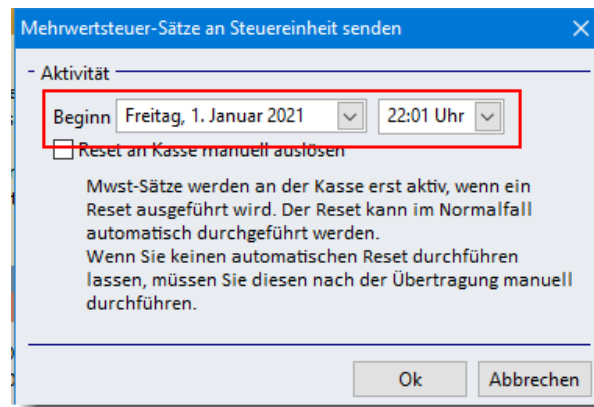 Mehrwertsteuer-Sätze an Steuereinheit senden
Aktivität
Beginn Freitag, 1. Januar 2021 22:01 Uhr
Reset an Kasse manuell auslösen
Mwst-Sätze werden an der Kasse erst aktiv, wenn ein
Reset ausgeführt wird. Der Reset kann im Normalfall
automatisch durchgeführt werden.
Wenn Sie keinen automatischen Reset durchführen
lassen, müssen Sie diesen nach der Übertragung manuell
durchführen.
Ok Abbrechen